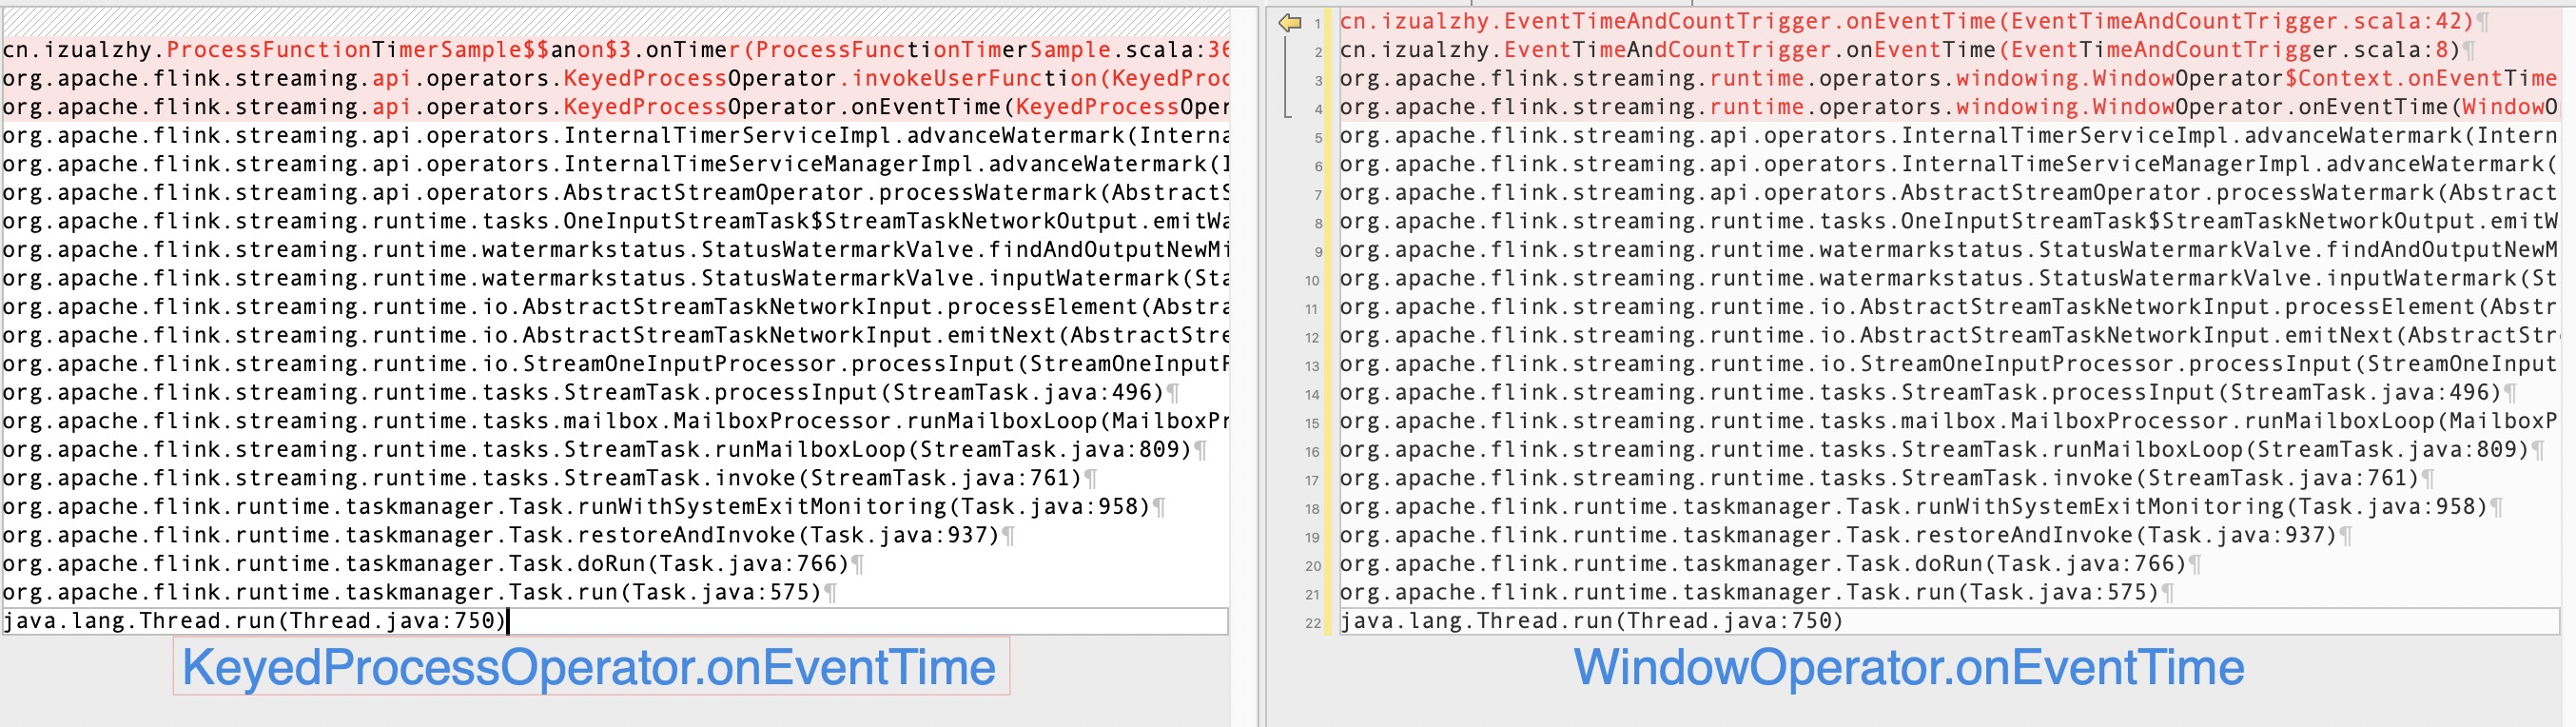 cn.izualzhy.ProcessFunctionTimerSample$$anon$3.onTimer(ProcessFunctionTimerSample.scala:36
org.apache.flink.streaming.api.operators.KeyedProcessOperator.invokeUserFunction(KeyedProc
org.apache.flink.streaming.api.operators.KeyedProcessOperator.onEventTime(KeyedProcessOper
org.apache.flink.streaming.api.operators.InternalTimerServiceImpl.advanceWatermark(Interna
org.apache.flink.streaming.api.operators.InternalTimeServiceManagerImpl.advanceWatermark(I
org.apache.flink.streaming.api.operators.AbstractStreamOperator.processWatermark(AbstractS
org.apache.flink.streaming.runtime.tasks.OneInputStreamTask$StreamTaskNetworkOutput.emitWa
org.apache.flink.streaming.runtime.watermarkstatus.StatusWatermarkValve.findAndOutputNewMi
org.apache.flink.streaming.runtime.watermarkstatus.StatusWatermarkValve.inputWatermark(Sta
org.apache.flink.streaming.runtime.io.AbstractStreamTaskNetworkInput.processElement(Abstra
org.apache.flink.streaming.runtime.io.AbstractStreamTaskNetworkInput.emitNext(AbstractStre
org.apache.flink.streaming.runtime.io.StreamOneInputProcessor.processInput(StreamOneInputP
org.apache.flink.streaming.runtime.tasks.StreamTask.processInput(StreamTask.java:496)¶
org.apache.flink.streaming.runtime.tasks.mailbox.MailboxProcessor.runMailboxLoop(MailboxPr
org.apache.flink.streaming.runtime.tasks.StreamTask.runMailboxLoop(StreamTask.java:809)¶
org.apache.flink.streaming.runtime.tasks.StreamTask.invoke(StreamTask.java:761)¶
org.apache.flink.runtime.taskmanager.Task.runWithSystemExitMonitoring(Task.java:958)¶
org.apache.flink.runtime.taskmanager.Task.restoreAndInvoke(Task.java:937)¶
org.apache.flink.runtime.taskmanager.Task.doRun(Task.java:766)¶
org.apache.flink.runtime.taskmanager.Task.run(Task.java:575)¶
java.lang.Thread.run(Thread.java:750)
KeyedProcessOperator.onEventTime
1 cn.izualzhy.EventTimeAndCountTrigger.onEventTime(EventTimeAndCountTrigger.scala:42)¶
2 cn.izualzhy.EventTimeAndCountTrigger.onEventTime(EventTimeAndCountTrigger.scala:8)¶
3 org.apache.flink.streaming.runtime.operators.windowing.WindowOperator$Context.onEventTime
4 org.apache.flink.streaming.runtime.operators.windowing.WindowOperator.onEventTime(WindowO
5 org.apache.flink.streaming.api.operators.InternalTimerServiceImpl.advanceWatermark(Intern
6 org.apache.flink.streaming.api.operators.InternalTimeServiceManagerImpl.advanceWatermark(
7 org.apache.flink.streaming.api.operators.AbstractStreamOperator.processWatermark(Abstract
8 org.apache.flink.streaming.runtime.tasks.OneInputStreamTask$StreamTaskNetworkOutput.emitW
9 org.apache.flink.streaming.runtime.watermarkstatus.StatusWatermarkValve.findAndOutputNewM
10 org.apache.flink.streaming.runtime.watermarkstatus.StatusWatermarkValve.inputWatermark(St
11 org.apache.flink.streaming.runtime.io.AbstractStreamTaskNetworkInput.processElement(Abstr
12 org.apache.flink.streaming.runtime.io.AbstractStreamTaskNetworkInput.emitNext(AbstractStr
13 org.apache.flink.streaming.runtime.io.StreamOneInputProcessor.processInput(StreamOneInput
14 org.apache.flink.streaming.runtime.tasks.StreamTask.processInput(StreamTask.java:496)¶
15 org.apache.flink.streaming.runtime.tasks.mailbox.MailboxProcessor.runMailboxLoop(MailboxP
16 org.apache.flink.streaming.runtime.tasks.StreamTask.runMailboxLoop(StreamTask.java:809)¶
17 org.apache.flink.streaming.runtime.tasks.StreamTask.invoke(StreamTask.java:761)¶
18 org.apache.flink.runtime.taskmanager.Task.runWithSystemExitMonitoring(Task.java:958)¶
19 org.apache.flink.runtime.taskmanager.Task.restoreAndInvoke(Task.java:937)¶
20 org.apache.flink.runtime.taskmanager.Task.doRun(Task.java:766)¶
21 org.apache.flink.runtime.taskmanager.Task.run(Task.java:575)¶
22 java.lang.Thread.run(Thread.java:750)
WindowOperator.onEventTime